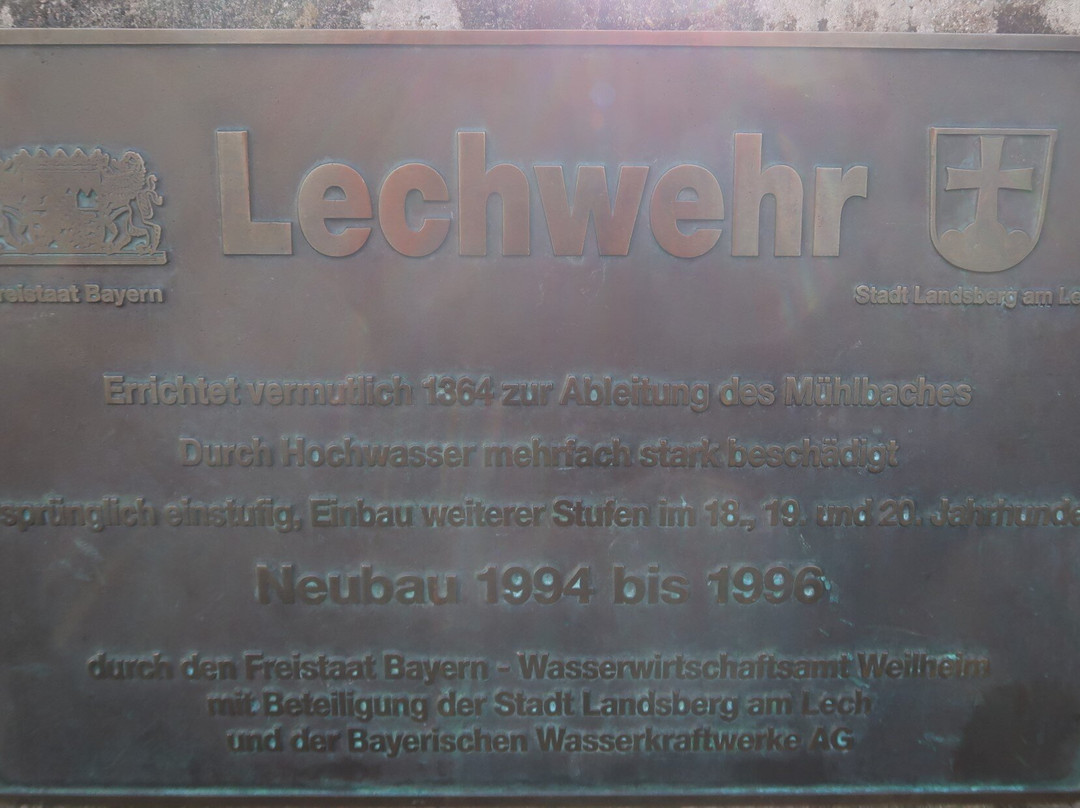 Lechwehr
reistaat Bayern
Stadt Landsberg am Le
Errichtet vermutlich 1364 zur Ableitung des Mühlbaches
Durch Hochwasser mehrfach stark beschädigt
rsprünglich einstufig, Einbau weiterer Stufen im 18., 19. und 20. Jahrhunde
Neubau 1994 bis 1996
durch den Freistaat Bayern - Wasserwirtschaftsamt Weilheim
mit Beteiligung der Stadt Landsberg am Lech
und der Bayerischen Wasserkraftwerke AG